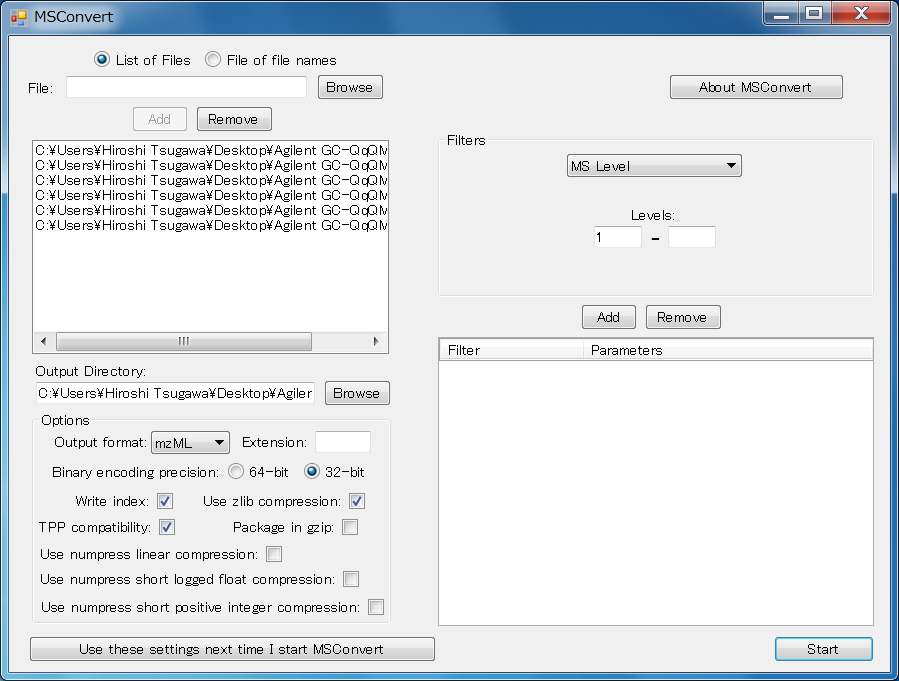 MSConvert
List of Files
File of file names
File:
Browse
About MSConvert
Add
Remove
C:¥Users¥Hiroshi Tsugawa¥Desktop¥Agilent GC-QqQM
C:¥Users¥Hiroshi Tsugawa¥Desktop¥Agilent GC-QqQM
C:¥Users¥Hiroshi Tsugawa¥Desktop¥Agilent GC-QqQM
C:¥Users¥Hiroshi Tsugawa¥Desktop¥Agilent GC-QqQM
C:¥Users¥Hiroshi Tsugawa¥Desktop¥Agilent GC-QqQM
C:¥Users¥Hiroshi Tsugawa¥Desktop¥Agilent GC-QqQM
Filters
MS Level
Levels:
1 -
Add
Remove
Filter
Parameters
Output Directory:
C:¥Users¥Hiroshi Tsugawa¥Desktop¥Agiler
Browse
Options
Output format: mzML
Extension:
Binary encoding precision: 64-bit 32-bit
Write index:
Use zlib compression:
TPP compatibility:
Package in gzip:
Use numpress linear compression:
Use numpress short logged float compression:
Use numpress short positive integer compression:
Use these settings next time I start MSConvert
Start